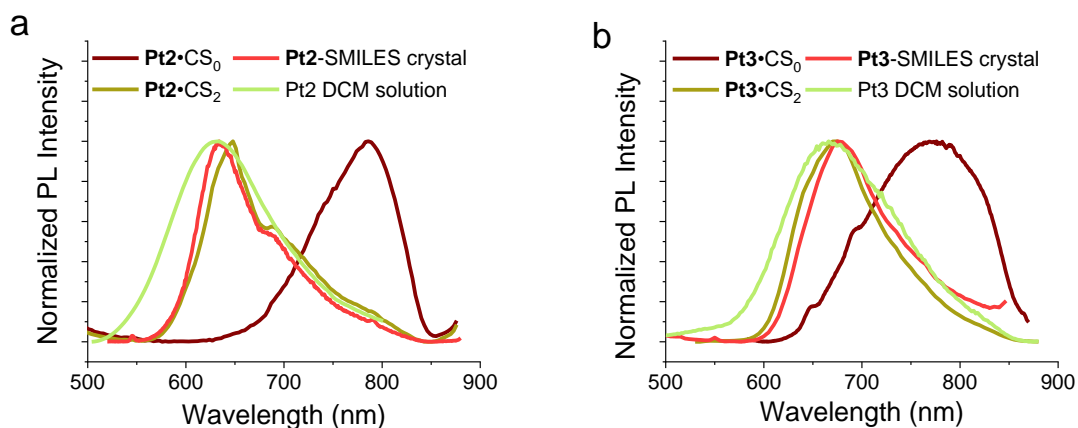 a
Pt2•CS₀ Pt2-SMILES crystal
Pt2•CS₂ Pt2 DCM solution
Normalized PL Intensity
500 600 700 800 900
Wavelength (nm)
b
Pt3•CS₀ Pt3-SMILES crystal
Pt3•CS₂ Pt3 DCM solution
Normalized PL Intensity
500 600 700 800 900
Wavelength (nm)